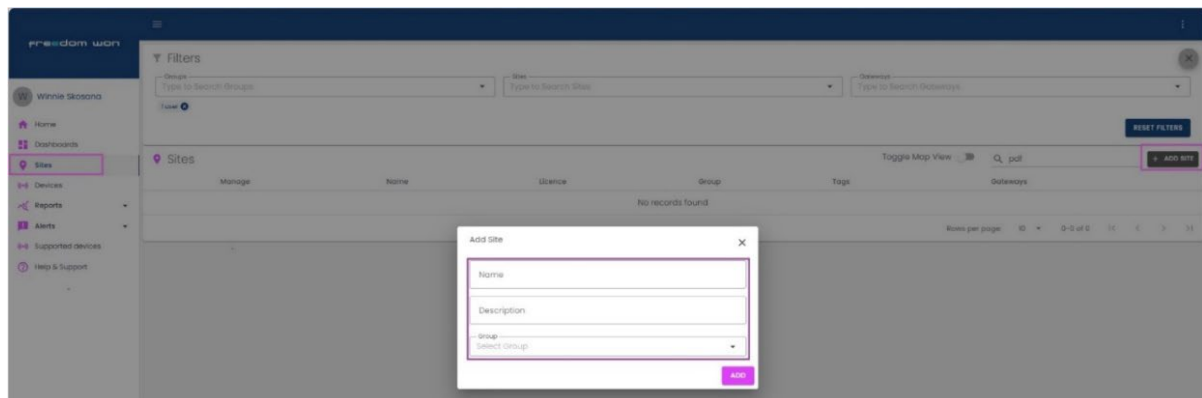 Freedom won
W Winnie Skosana
Home
Dashboards
Sites
Devices
Reports
Alerts
Supported devices
Help & Support
Filters
Groups
Type to Search Groups
Sites
Type to Search Sites
Gateways
Type to Search Gateways
1 user
RESET FILTERS
Sites
Toggle Map View
pdf
+ ADD SITE
Manage Name Licence Group Tags Gateways
No records found
Rows per page: 10 0-0 of 0
Add Site
Name
Description
Group
Select Group
ADD